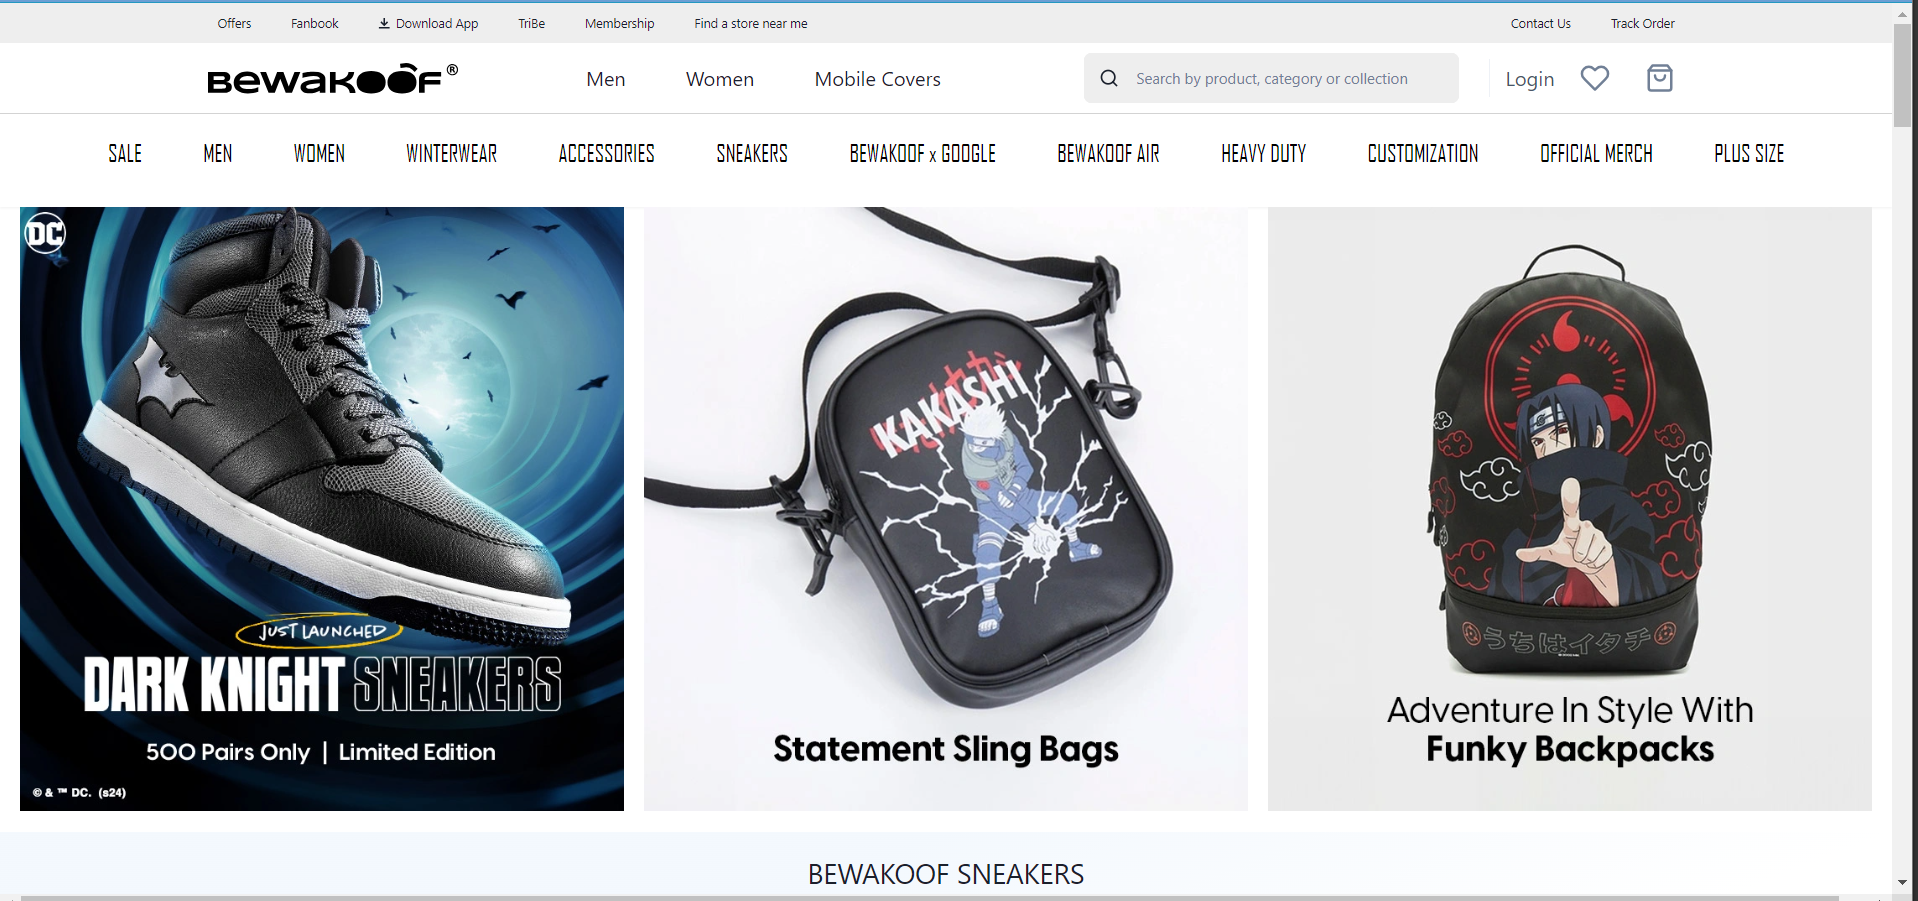 Offers Fanbook Download App TriBe Membership Find a store near me Contact Us Track Order
BEWAKOOF® Men Women Mobile Covers Search by product, category or collection Login
SALE MEN WOMEN WINTERWEAR ACCESSORIES SNEAKERS BEWAKOOF x GOOGLE BEWAKOOF AIR HEAVY DUTY CUSTOMIZATION OFFICIAL MERCH PLUS SIZE
DC
JUST LAUNCHED
DARK KNIGHT SNEAKERS
500 Pairs Only | Limited Edition
© & ™ DC. (s24)
KAKASHI
Statement Sling Bags
うちはイタチ
Adventure In Style With
Funky Backpacks
BEWAKOOF SNEAKERS